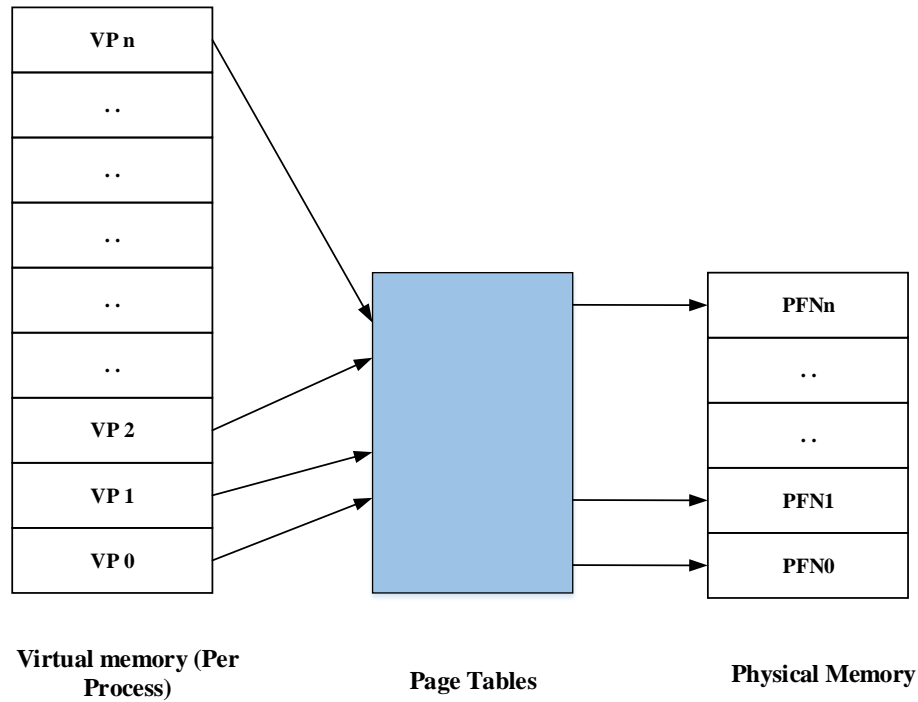 VP n
. .
. .
. .
. .
. .
VP 2
VP 1
VP 0
Virtual memory (Per
Process)
Page Tables
PFNn
. .
. .
PFN1
PFN0
Physical Memory